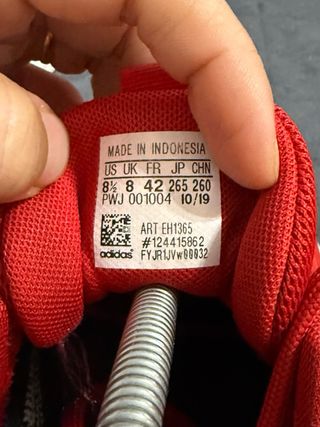 MADE IN INDONESIA
US UK FR JP CHN
8½ 8 42 265 260
PWJ 001004 10/19
ART EH1365
#124415862
adidas FYJR1JVw00032